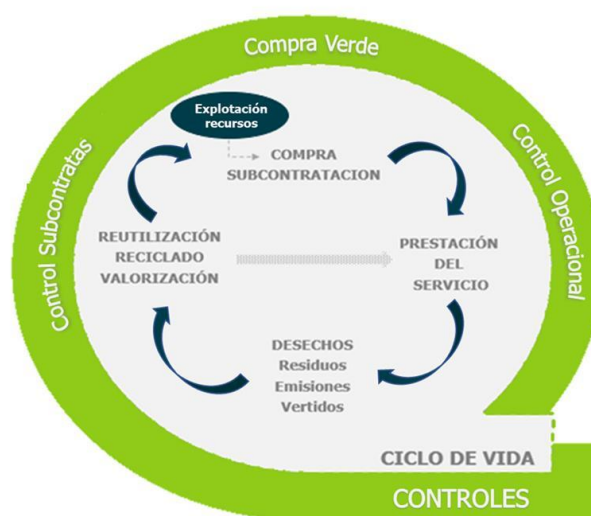 Compra Verde
Explotación
recursos
COMPRA
SUBCONTRATACION
Control Subcontratas
Control Operacional
REUTILIZACIÓN
RECICLADO
VALORIZACIÓN
PRESTACIÓN
DEL
SERVICIO
DESECHOS
Residuos
Emisiones
Vertidos
CICLO DE VIDA
CONTROLES